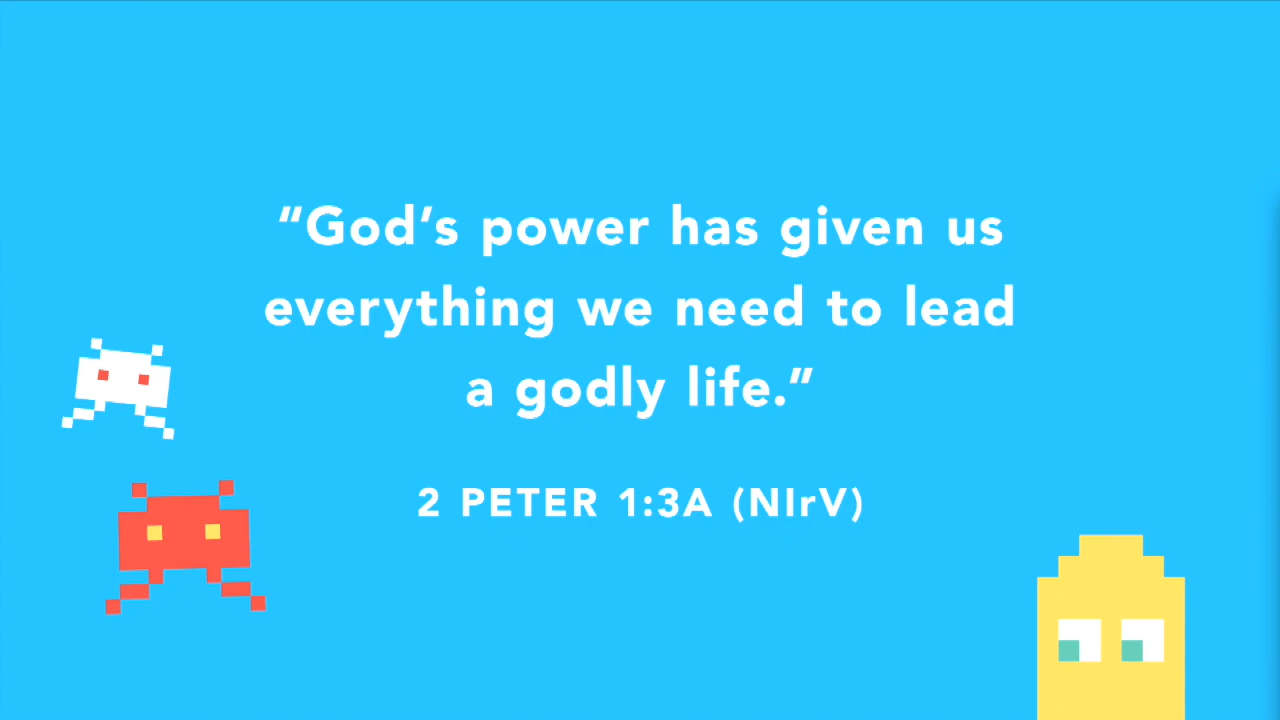 “God’s power has given us
everything we need to lead
a godly life.”
2 PETER 1:3A (NIrV)